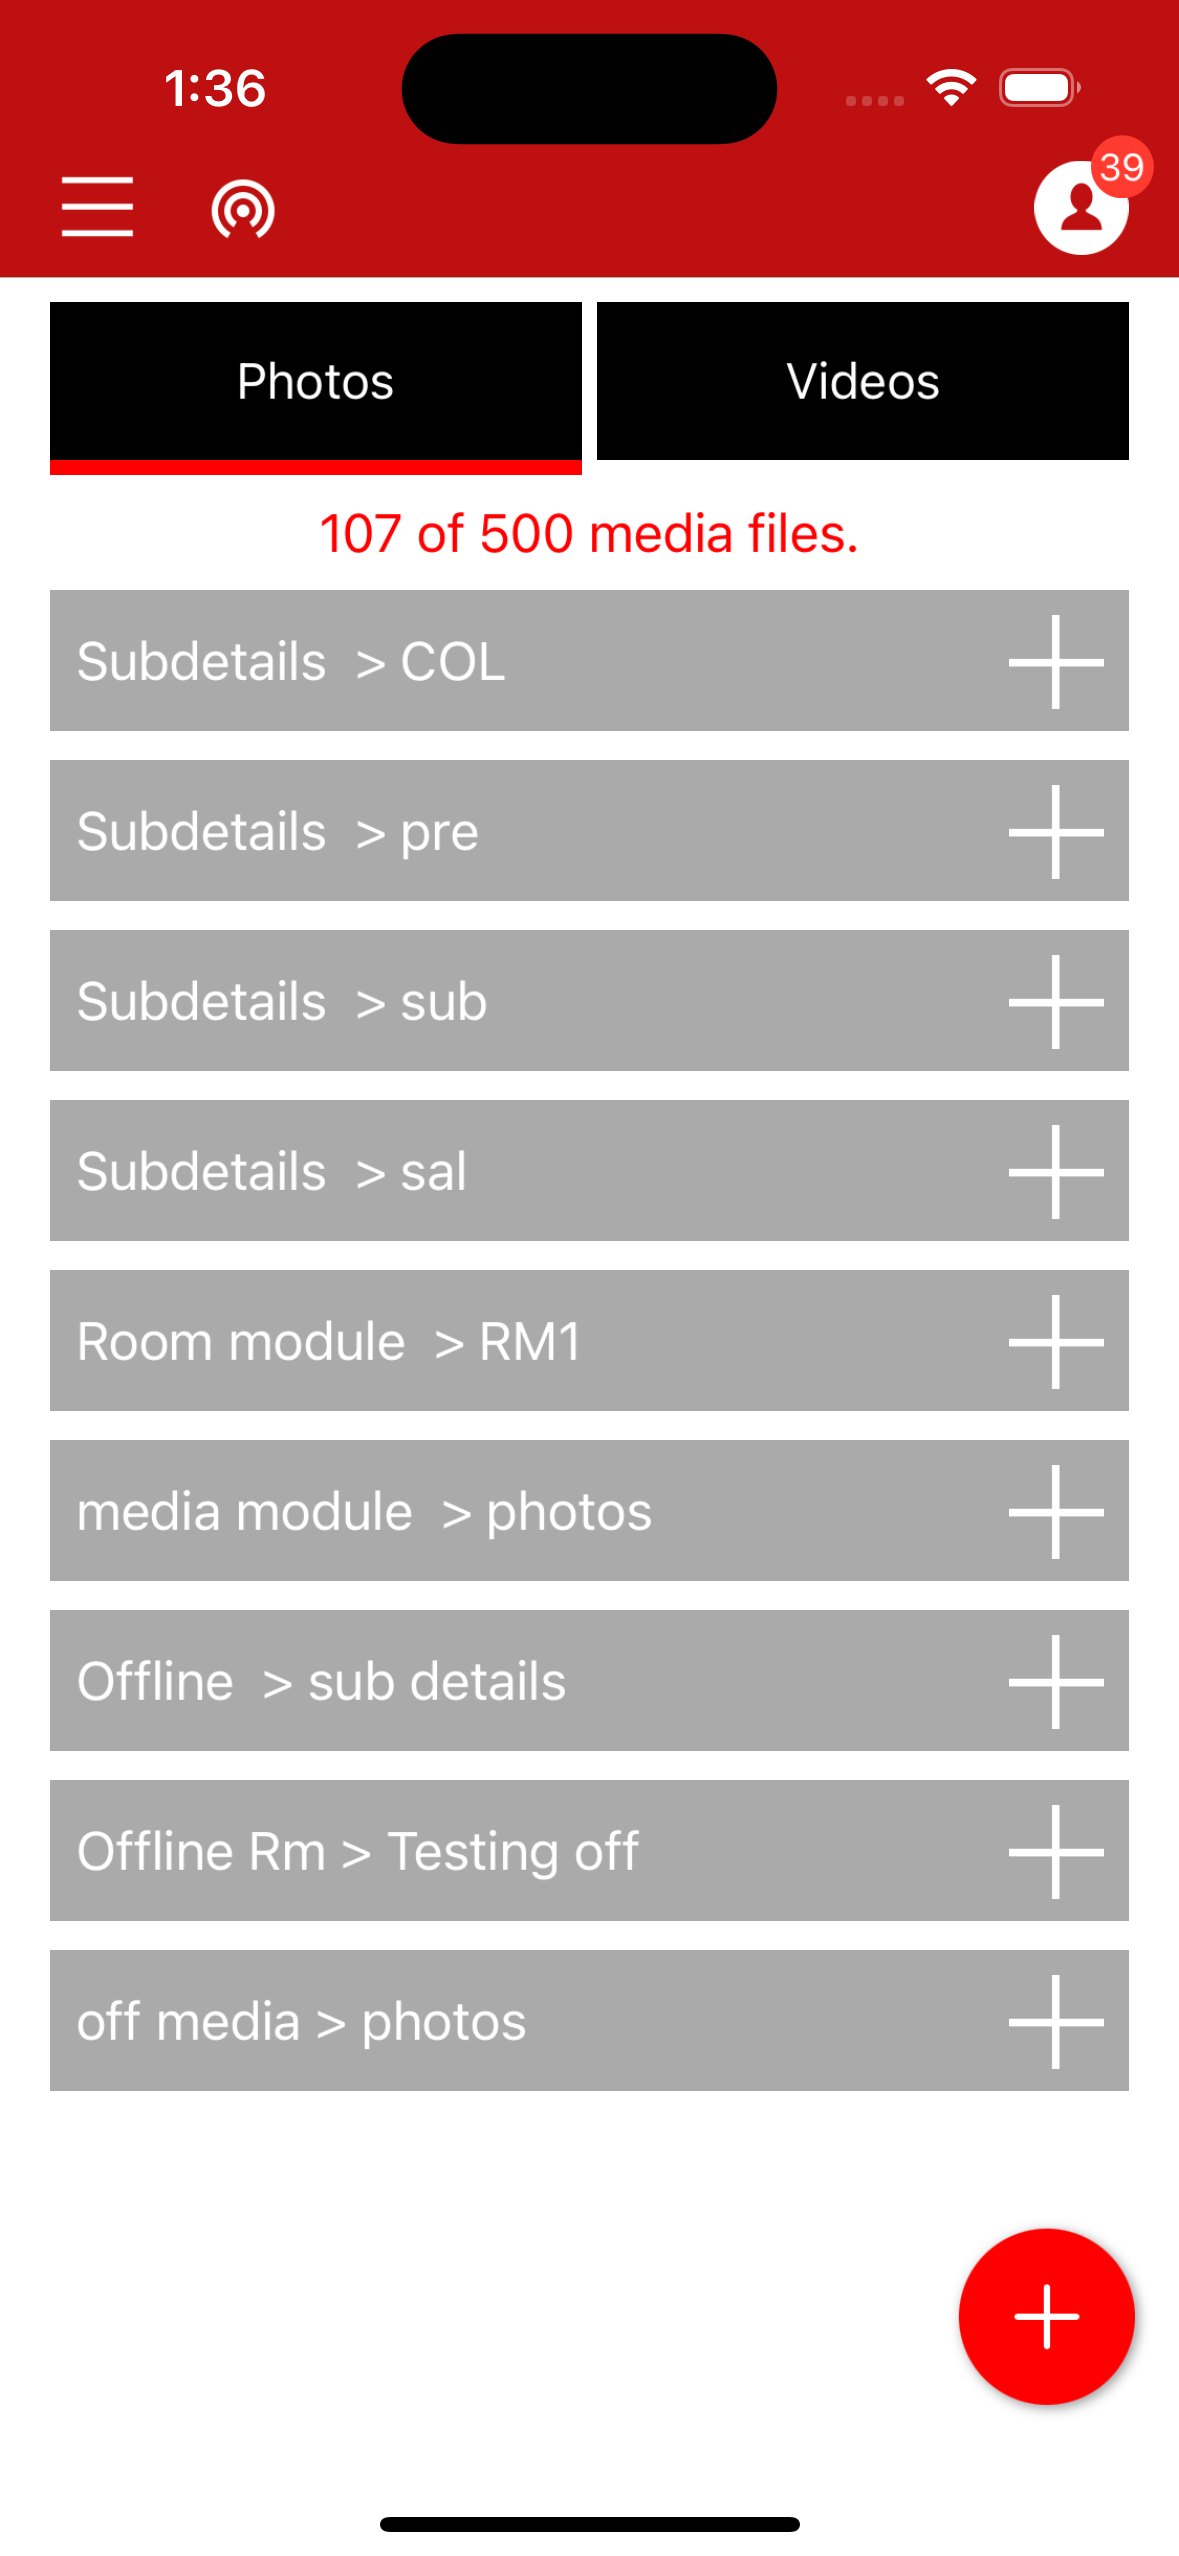 1:36
39
Photos
Videos
107 of 500 media files.
Subdetails  > COL
Subdetails  > pre
Subdetails  > sub
Subdetails  > sal
Room module  > RM1
media module  > photos
Offline  > sub details
Offline Rm > Testing off
off media > photos